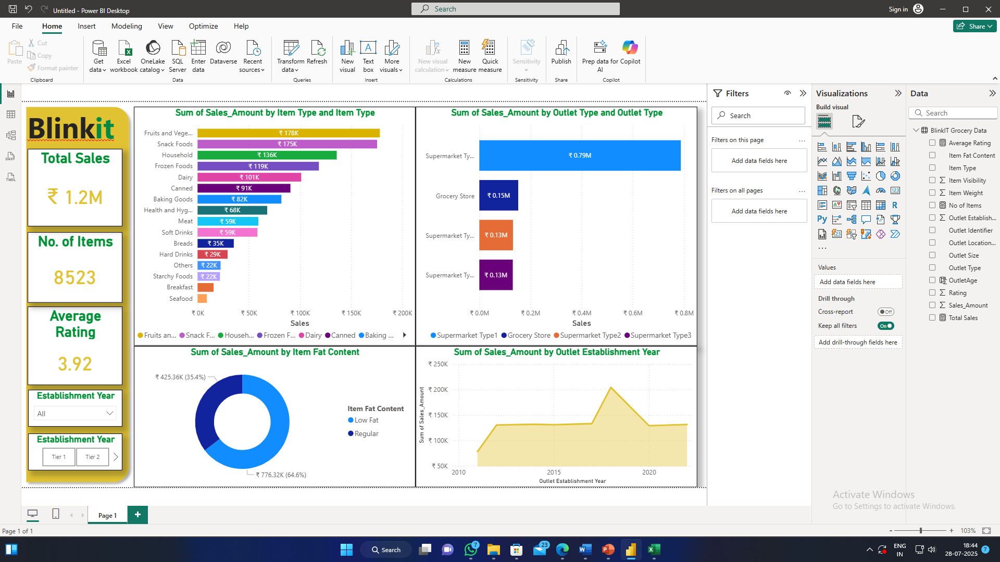 Untitled - Power BI Desktop
Search
Sign in
File
Home
Insert
Modeling
View
Optimize
Help
Share
Paste
Cut
Copy
Format painter
Clipboard
Get data
Excel workbook
OneLake catalog
SQL Server
Enter data
Dataverse
Recent sources
Data
Transform data
Refresh
Queries
New visual
Text box
More visuals
Insert
New visual calculation
New measure
Quick measure
Calculations
Sensitivity
Sensitivity
Publish
Share
Prep data for AI
Copilot
Copilot
Blinkit
Total Sales
₹ 1.2M
No. of Items
8523
Average
Rating
3.92
Establishment Year
All
Establishment Year
Tier 1
Tier 2
Sum of Sales_Amount by Item Type and Item Type
Fruits and Vege... ₹ 178K
Snack Foods ₹ 175K
Household ₹ 136K
Frozen Foods ₹ 119K
Dairy ₹ 101K
Canned ₹ 91K
Baking Goods ₹ 82K
Health and Hyg... ₹ 68K
Meat ₹ 59K
Soft Drinks ₹ 59K
Breads ₹ 35K
Hard Drinks ₹ 29K
Others ₹ 22K
Starchy Foods ₹ 22K
Breakfast
Seafood
₹ 0K ₹ 50K ₹ 100K ₹ 150K ₹ 200K
Sales
Fruits an... Snack F... Househ... Frozen F... Dairy Canned Baking ...
Sum of Sales_Amount by Outlet Type and Outlet Type
Supermarket Ty... ₹ 0.79M
Grocery Store ₹ 0.15M
Supermarket Ty... ₹ 0.13M
Supermarket Ty... ₹ 0.13M
₹ 0.0M ₹ 0.2M ₹ 0.4M ₹ 0.6M ₹ 0.8M
Sales
Supermarket Type1 Grocery Store Supermarket Type2 Supermarket Type3
Sum of Sales_Amount by Item Fat Content
₹ 425.36K (35.4%)
₹ 776.32K (64.6%)
Item Fat Content
Low Fat
Regular
Sum of Sales_Amount by Outlet Establishment Year
Sum of Sales_Amount
₹ 250K
₹ 200K
₹ 150K
₹ 100K
₹ 50K
2010 2015 2020
Outlet Establishment Year
Filters
Search
Filters on this page ...
Add data fields here
Filters on all pages ...
Add data fields here
Visualizations
Build visual
123
R
Py
123
...
Values
Add data fields here
Drill through
Cross-report Off
Keep all filters On
Add drill-through fields here
Data
Search
BlinkIT Grocery Data
Average Rating
Item Fat Content
Item Type
Item Visibility
Item Weight
No of Items
Outlet Establish...
Outlet Identifier
Outlet Location...
Outlet Size
Outlet Type
OutletAge
Rating
Sales_Amount
Total Sales
DAX
TMDL
Activate Windows
Go to Settings to activate Windows.
Page 1
+
Page 1 of 1
- + 103%
Search
7
23
ENG
IN
18:44
28-07-2025
7